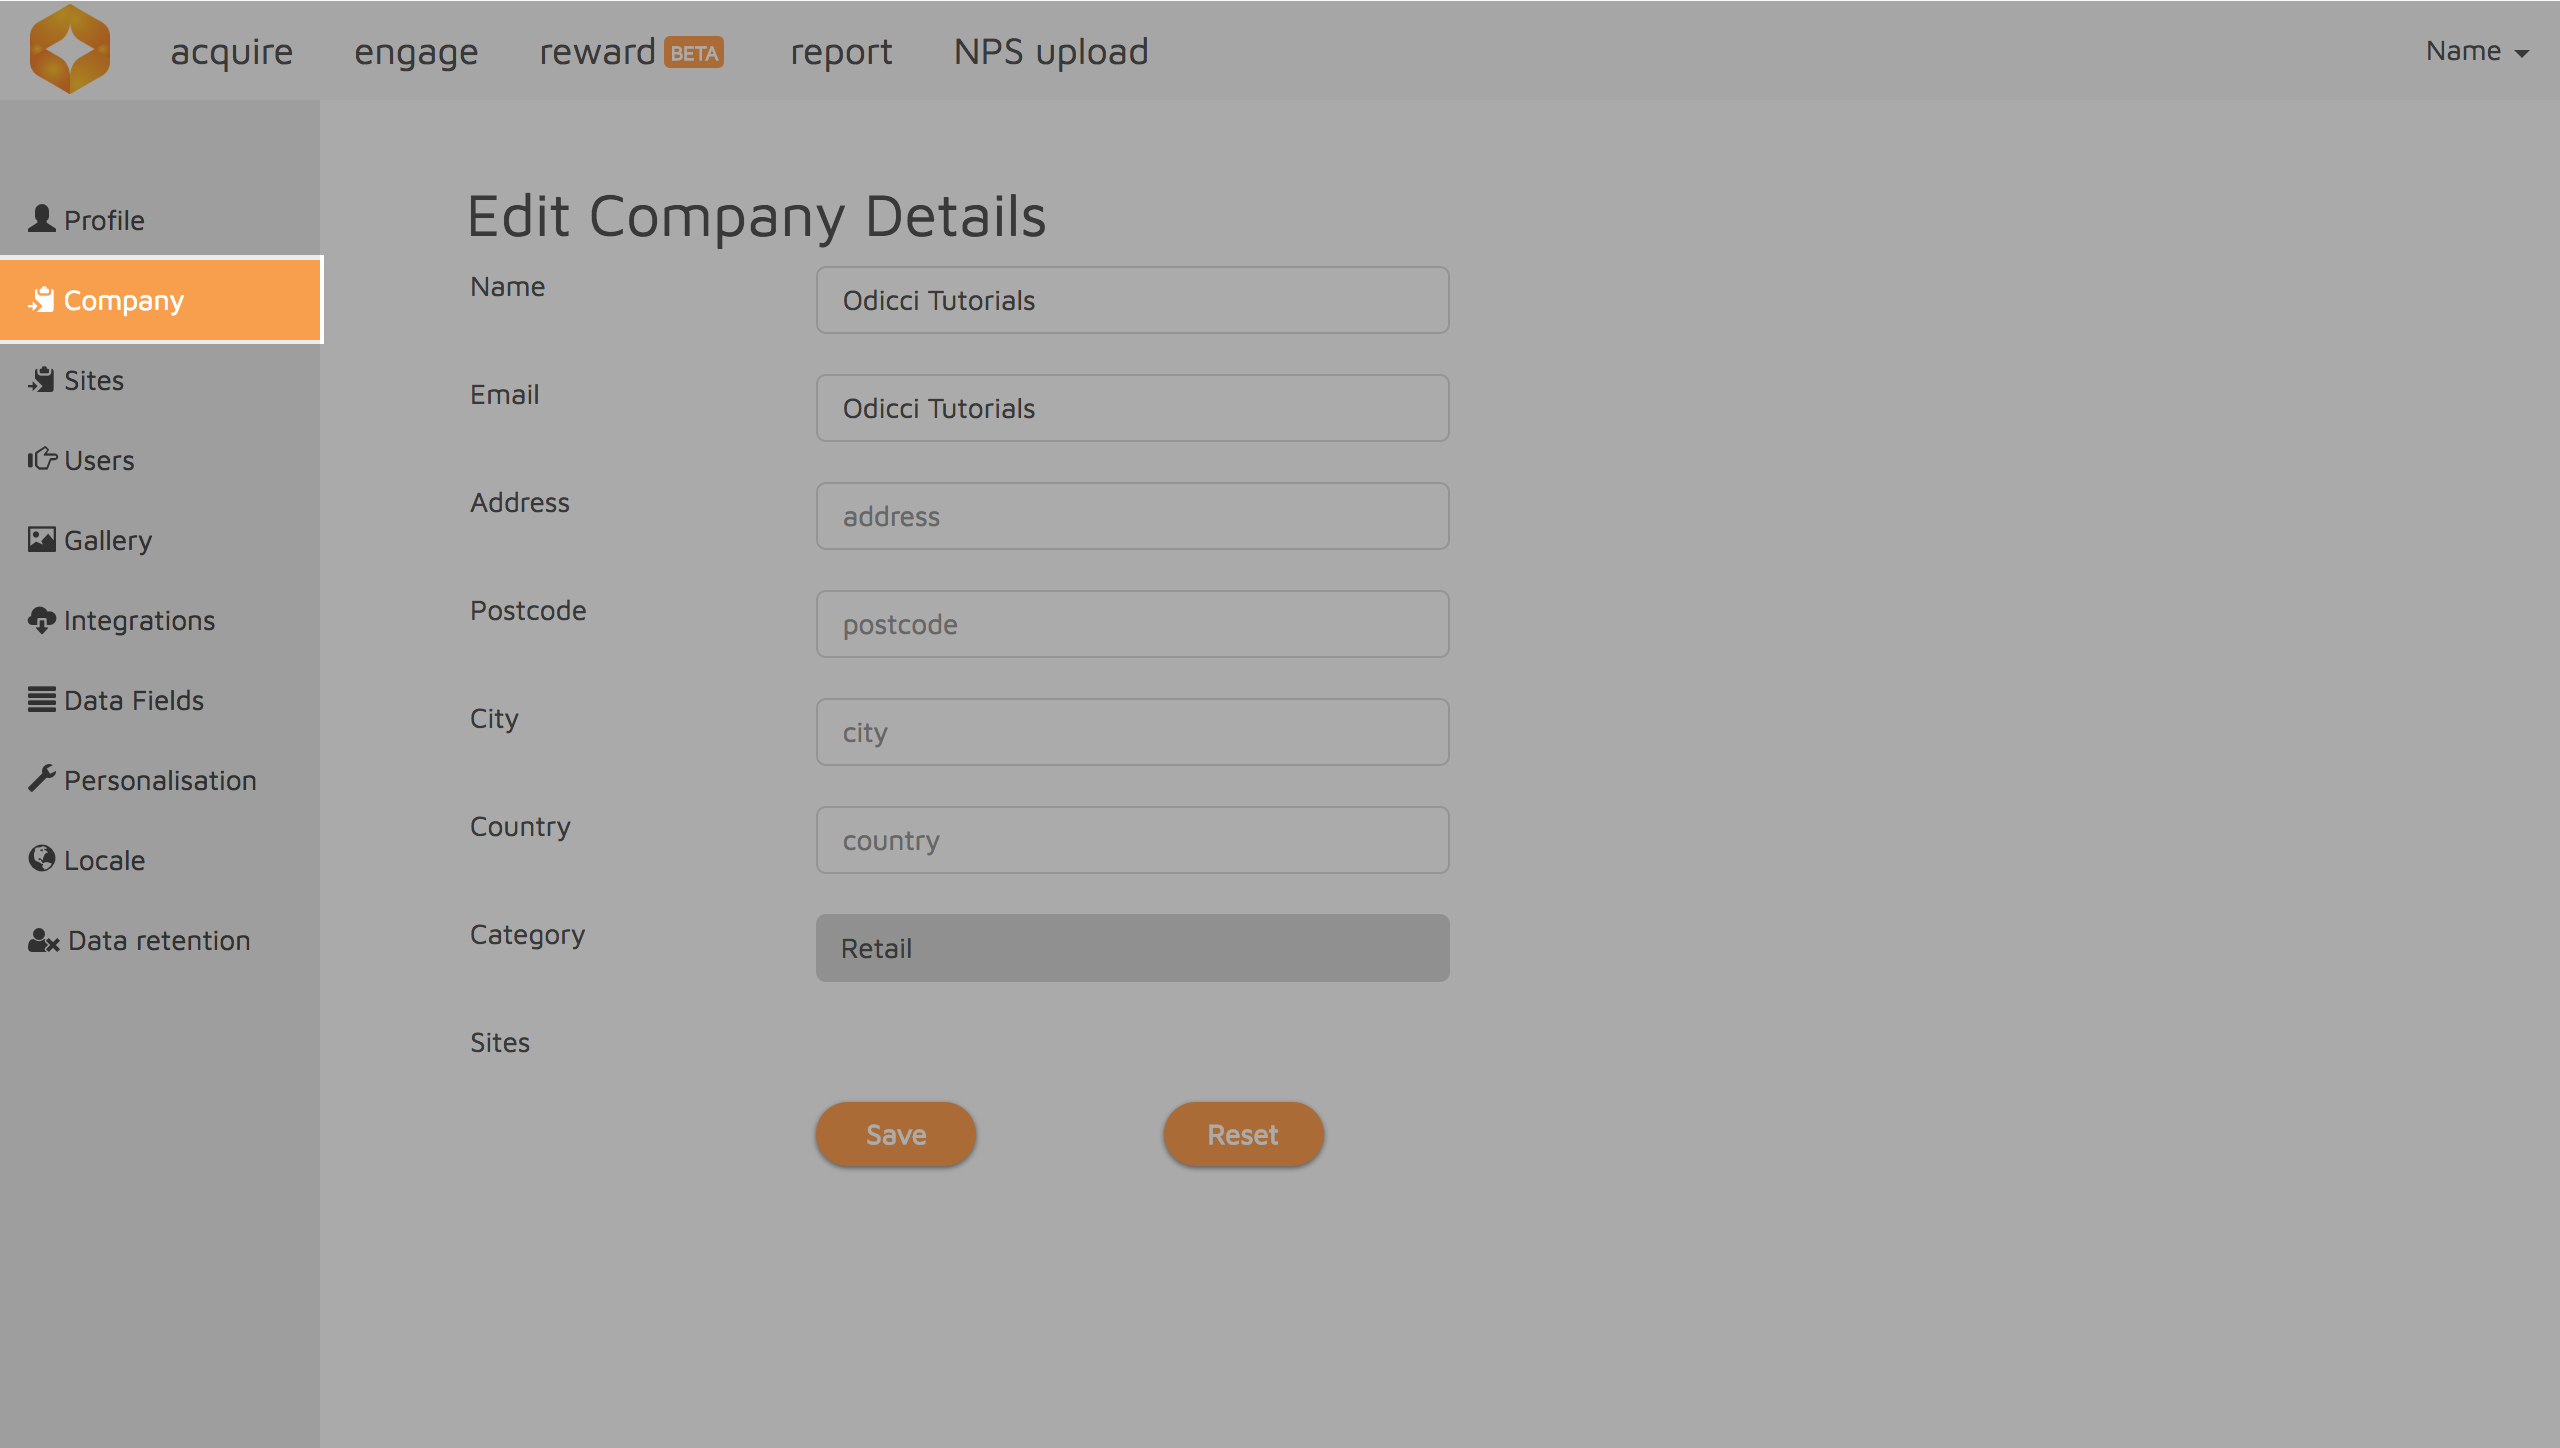 acquire engage reward BETA report NPS upload Name
Profile
Company
Sites
Users
Gallery
Integrations
Data Fields
Personalisation
Locale
Data retention
Edit Company Details
Name Odicci Tutorials
Email Odicci Tutorials
Address address
Postcode postcode
City city
Country country
Category Retail
Sites
Save Reset